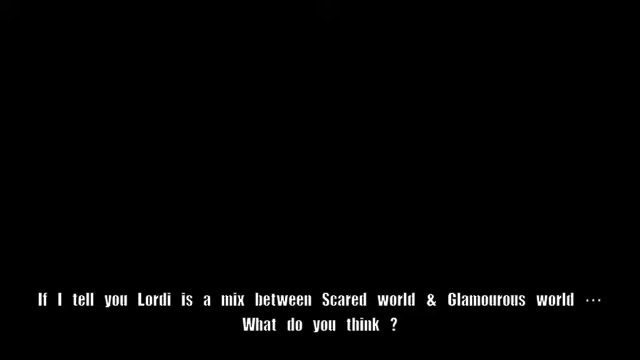 If I tell you Lordi is a mix between Scared world & Glamourous world ...
What do you think ?